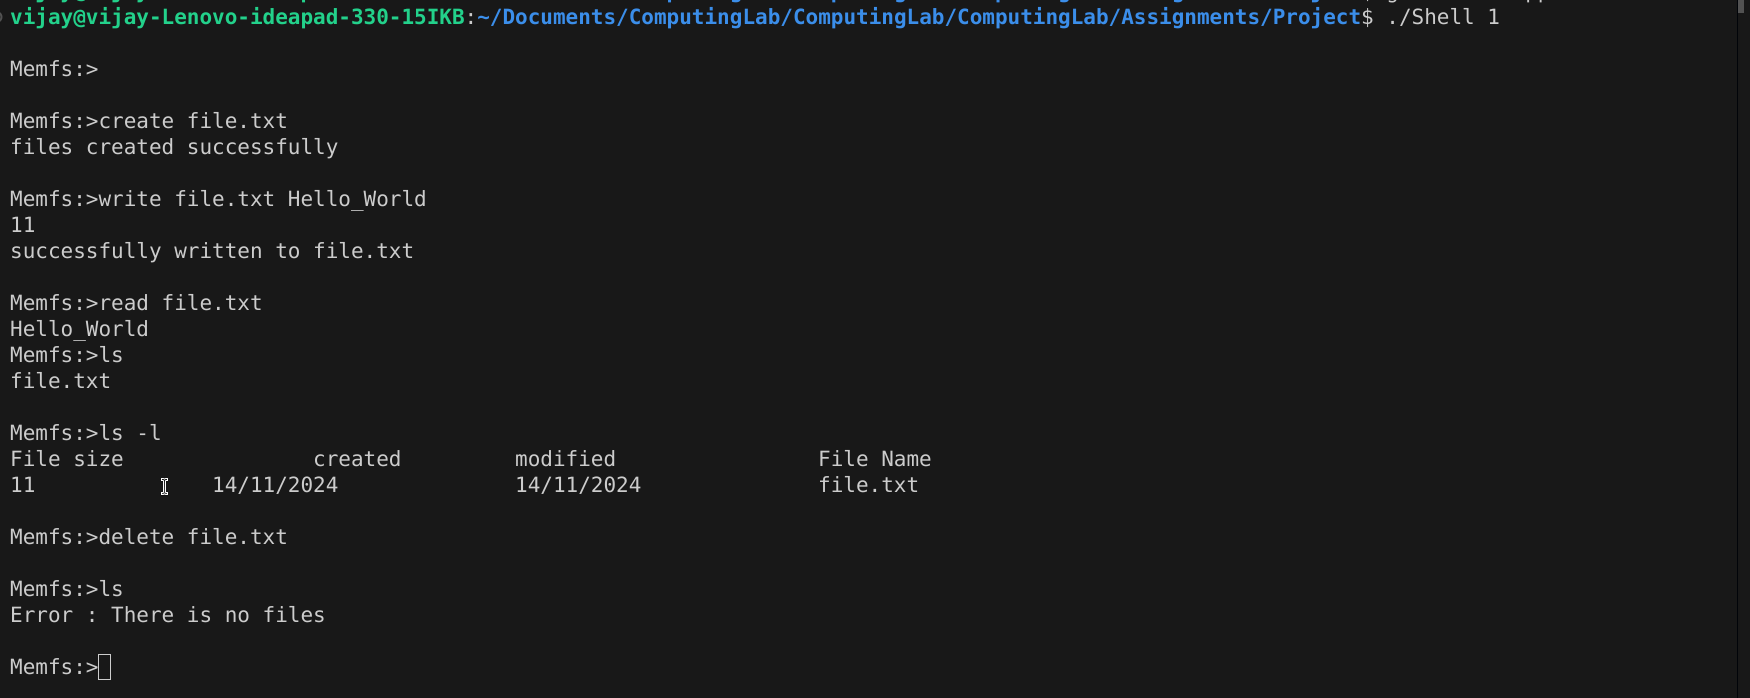 vijay@vijay-Lenovo-ideapad-330-15IKB:~/Documents/ComputingLab/ComputingLab/ComputingLab/Assignments/Project$ ./Shell 1
Memfs:>
Memfs:>create file.txt
files created successfully
Memfs:>write file.txt Hello_World
11
successfully written to file.txt
Memfs:>read file.txt
Hello_World
Memfs:>ls
file.txt
Memfs:>ls -l
File size created modified File Name
11 14/11/2024 14/11/2024 file.txt
Memfs:>delete file.txt
Memfs:>ls
Error : There is no files
Memfs:>